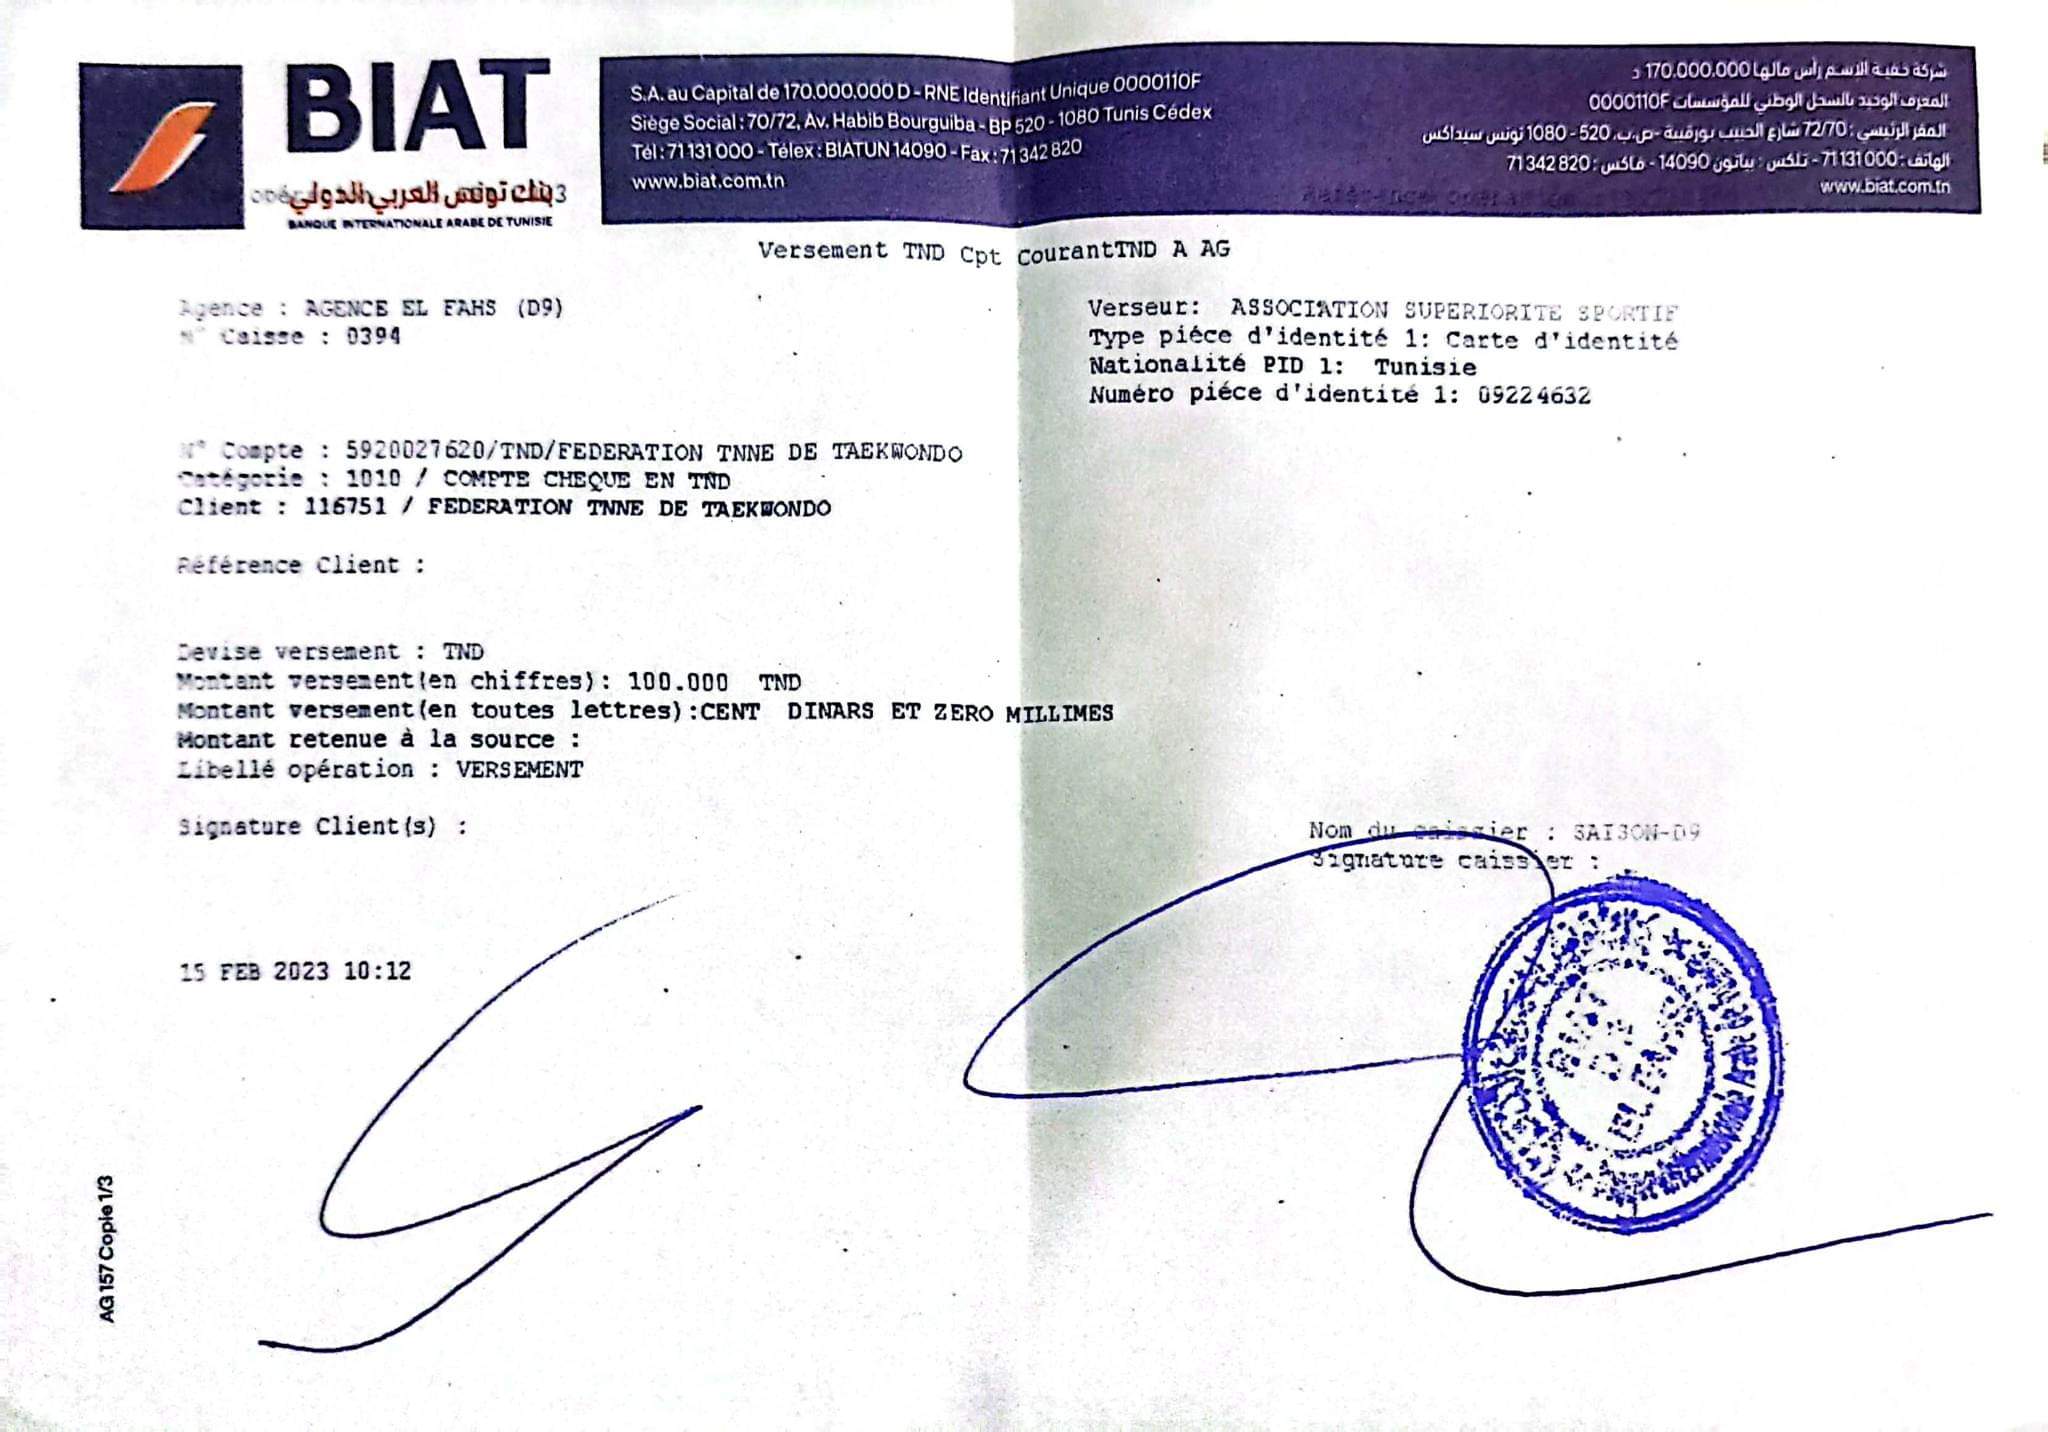 BIAT
بنك تونس العربي الدولي
BANQUE INTERNATIONALE ARABE DE TUNISIE
S.A. au Capital de 170.000.000 D - RNE Identifiant Unique 0000110F
Siège Social : 70/72, Av. Habib Bourguiba - BP 520 - 1080 Tunis Cédex
Tél : 71 131 000 - Télex : BIATUN 14090 - Fax : 71 342 820
www.biat.com.tn
شركة خفية الاسم رأس مالها 170.000.000 د
المعرف الوحيد بالسجل الوطني للمؤسسات 0000110F
المقر الرئيسي : 72/70 شارع الحبيب بورقيبة -ص.ب. 520 - 1080 تونس سيداكس
الهاتف : 71131000 - تلكس : بياتون 14090 - فاكس : 71342820
www.biat.com.tn
Versement TND Cpt CourantTND A AG
Agence : AGENCE EL FAHS (D9)
N° Caisse : 0394
Verseur: ASSOCIATION SUPERIORITE SPORTIF
Type piéce d'identité 1: Carte d'identité
Nationalité PID 1: Tunisie
Numéro piéce d'identité 1: 09224632
N° Compte : 5920027620/TND/FEDERATION TNNE DE TAEKWONDO
Catégorie : 1010 / COMPTE CHEQUE EN TND
Client : 116751 / FEDERATION TNNE DE TAEKWONDO
Référence Client :
Devise versement : TND
Montant versement(en chiffres): 100.000 TND
Montant versement(en toutes lettres):CENT DINARS ET ZERO MILLIMES
Montant retenue à la source :
Libellé opération : VERSEMENT
Signature Client(s) :
Nom du caissier : SAISON-D9
Signature caissier :
15 FEB 2023 10:12
BIAT
EL FAHS
AG 157 Copie 1/3